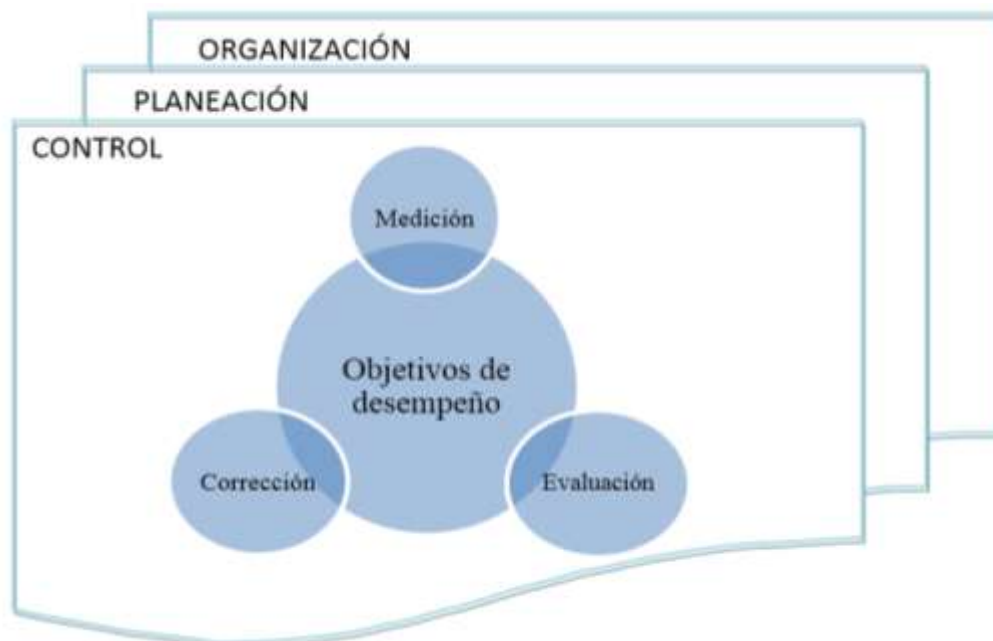 ORGANIZACIÓN
PLANEACIÓN
CONTROL
Medición
Objetivos de
desempeño
Corrección
Evaluación